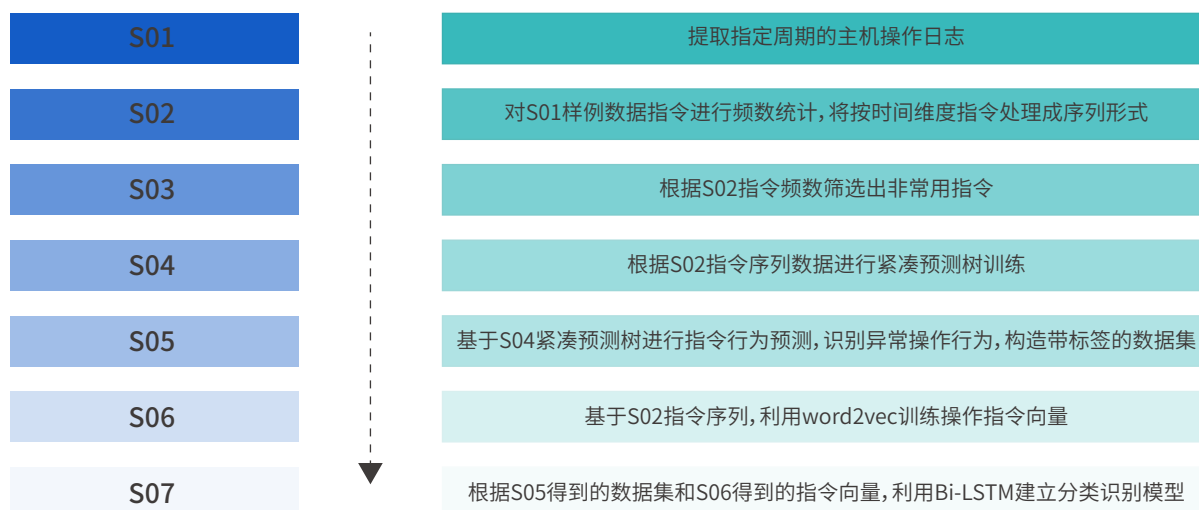 S01
提取指定周期的主机操作日志
S02
对S01样例数据指令进行频数统计,将按时间维度指令处理成序列形式
S03
根据S02指令频数筛选出非常用指令
S04
根据S02指令序列数据进行紧凑预测树训练
S05
基于S04紧凑预测树进行指令行为预测,识别异常操作行为,构造带标签的数据集
S06
基于S02指令序列,利用word2vec训练操作指令向量
S07
根据S05得到的数据集和S06得到的指令向量,利用Bi-LSTM建立分类识别模型